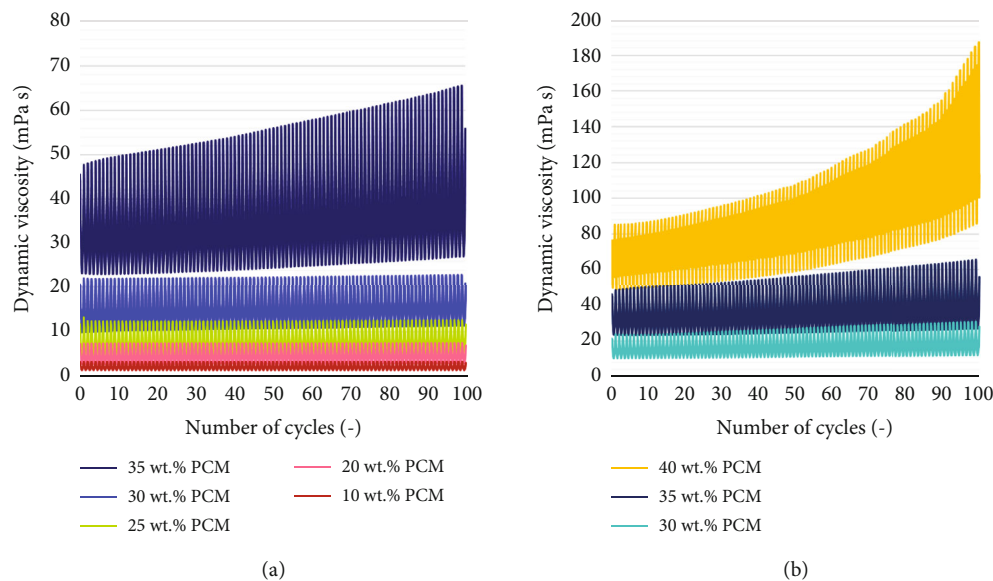 80
70
60
50
40
30
20
10
0
Dynamic viscosity (mPa s)
0 10 20 30 40 50 60 70 80 90 100
Number of cycles (-)
35 wt.% PCM
30 wt.% PCM
25 wt.% PCM
20 wt.% PCM
10 wt.% PCM
(a)
200
180
160
140
120
100
80
60
40
20
0
Dynamic viscosity (mPa s)
0 10 20 30 40 50 60 70 80 90 100
Number of cycles (-)
40 wt.% PCM
35 wt.% PCM
30 wt.% PCM
(b)